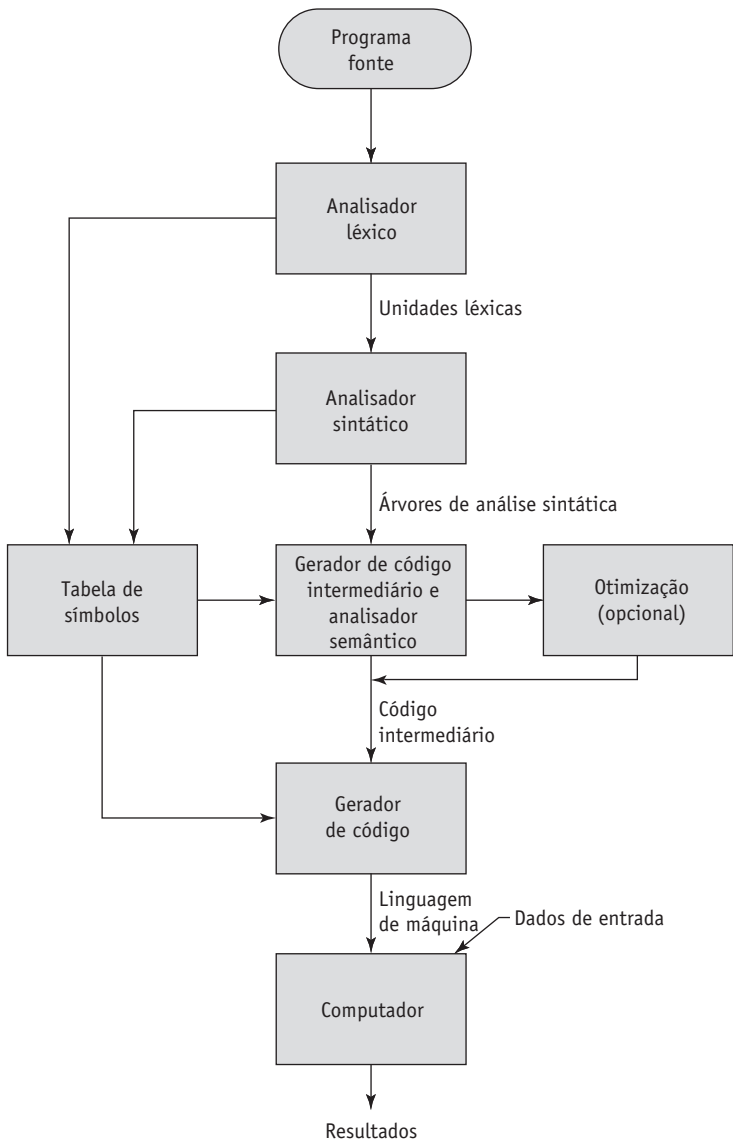 Programa
fonte
Analisador
léxico
Unidades léxicas
Analisador
sintático
Árvores de análise sintática
Tabela de
símbolos
Gerador de código
intermediário e
analisador
semântico
Otimização
(opcional)
Código
intermediário
Gerador
de código
Linguagem
de máquina
Dados de entrada
Computador
Resultados